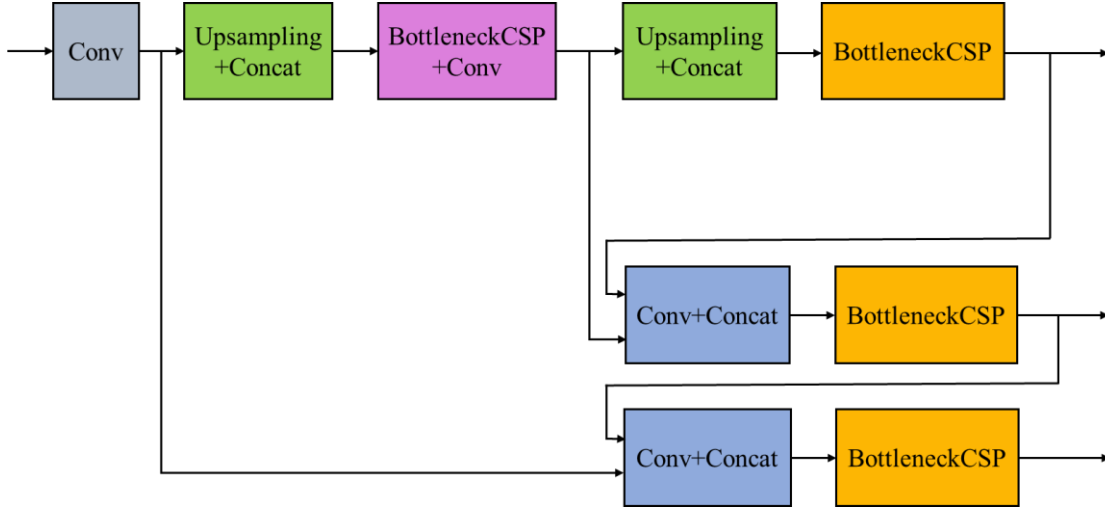 Conv
Upsampling
+Concat
BottleneckCSP
+Conv
Upsampling
+Concat
BottleneckCSP
Conv+Concat
BottleneckCSP
Conv+Concat
BottleneckCSP